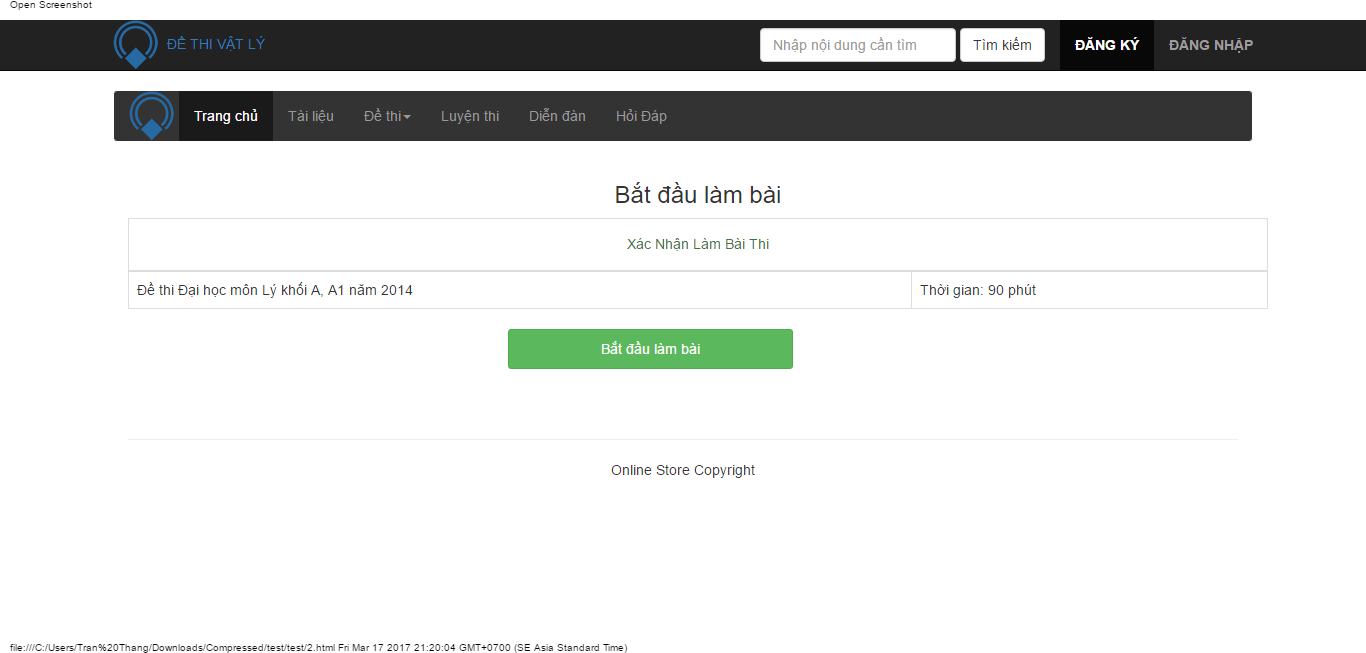 Open Screenshot
ĐỀ THI VẬT LÝ
Nhập nội dung cần tìm
Tìm kiếm
ĐĂNG KÝ
ĐĂNG NHẬP
Trang chủ
Tài liệu
Đề thi
Luyện thi
Diễn đàn
Hỏi Đáp
Bắt đầu làm bài
Xác Nhận Làm Bài Thi
Đề thi Đại học môn Lý khối A, A1 năm 2014
Thời gian: 90 phút
Bắt đầu làm bài
Online Store Copyright
file:///C:/Users/Tran%20Thang/Downloads/Compressed/test/test/2.html Fri Mar 17 2017 21:20:04 GMT+0700 (SE Asia Standard Time)